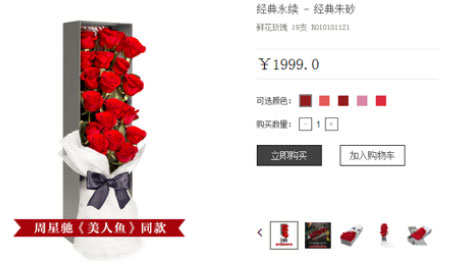 经典永续 - 经典朱砂
鲜花玫瑰 19支 R010101121
￥1999.0
可选颜色：
购买数量： - 1 +
立即购买
加入购物车
周星驰《美人鱼》同款